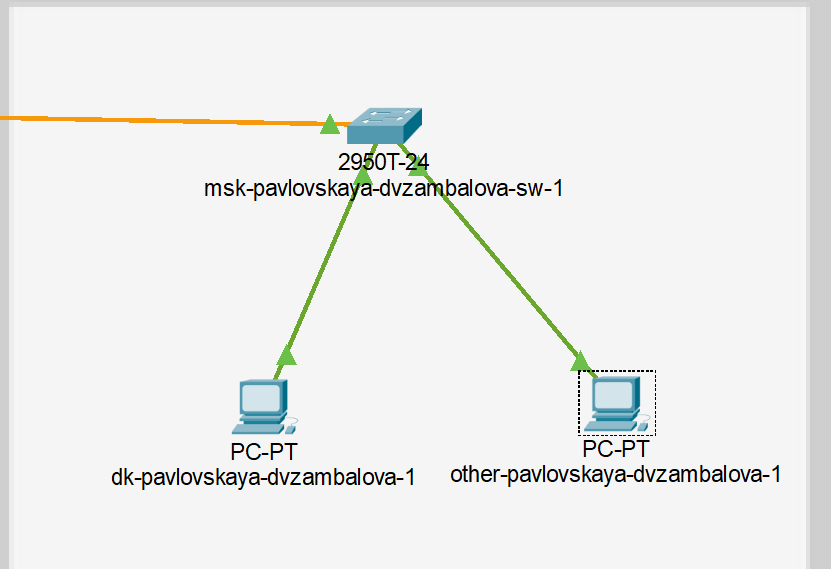 2950T-24
msk-pavlovskaya-dvzambalova-sw-1
PC-PT
dk-pavlovskaya-dvzambalova-1
PC-PT
other-pavlovskaya-dvzambalova-1